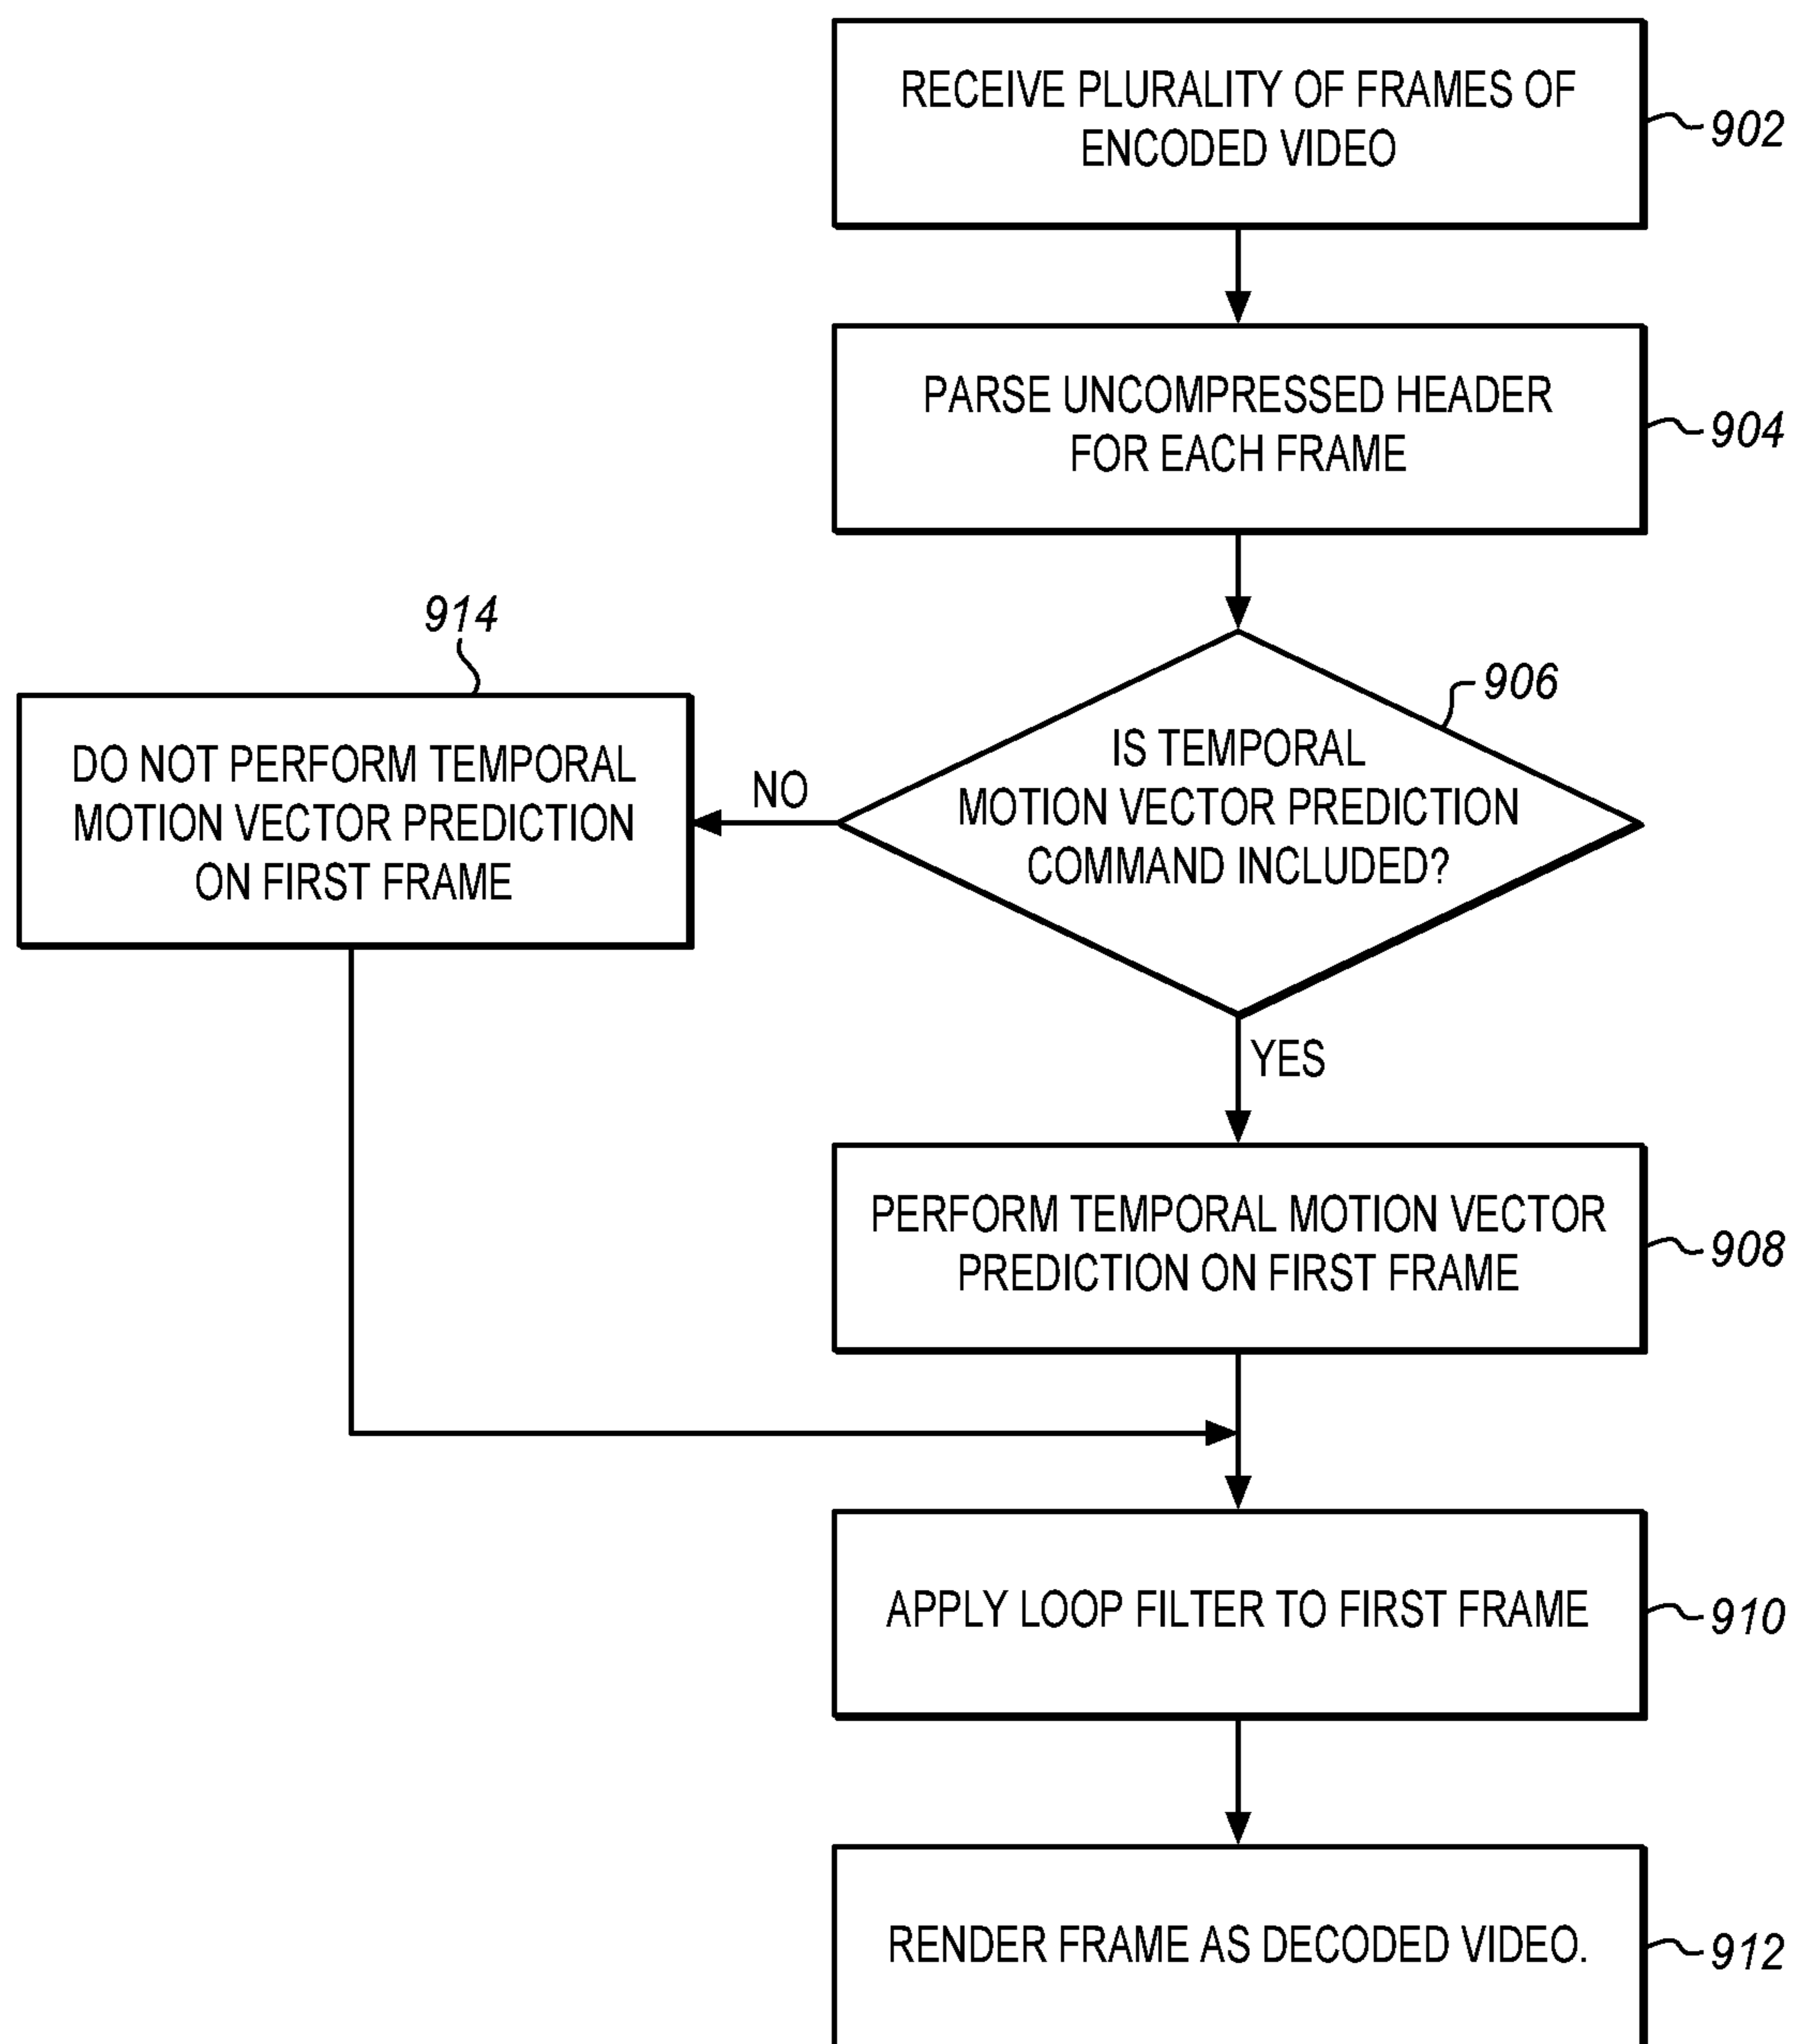 RECEIVE PLURALITY OF FRAMES OF
ENCODED VIDEO
902
PARSE UNCOMPRESSED HEADER
FOR EACH FRAME
904
914
DO NOT PERFORM TEMPORAL
MOTION VECTOR PREDICTION
ON FIRST FRAME
NO
906
IS TEMPORAL
MOTION VECTOR PREDICTION
COMMAND INCLUDED?
YES
PERFORM TEMPORAL MOTION VECTOR
PREDICTION ON FIRST FRAME
908
APPLY LOOP FILTER TO FIRST FRAME
910
RENDER FRAME AS DECODED VIDEO.
912